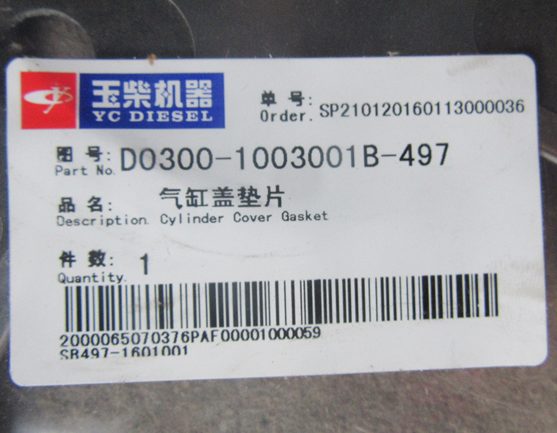 玉柴机器
YC DIESEL
单号:
Order. SP210120160113000036
图号: D0300-1003001B-497
Part No.
品名: 气缸盖垫片
Description. Cylinder Cover Gasket
件数: 1
Quantity.
2000065070376PAF00001000059
SB497-1601001